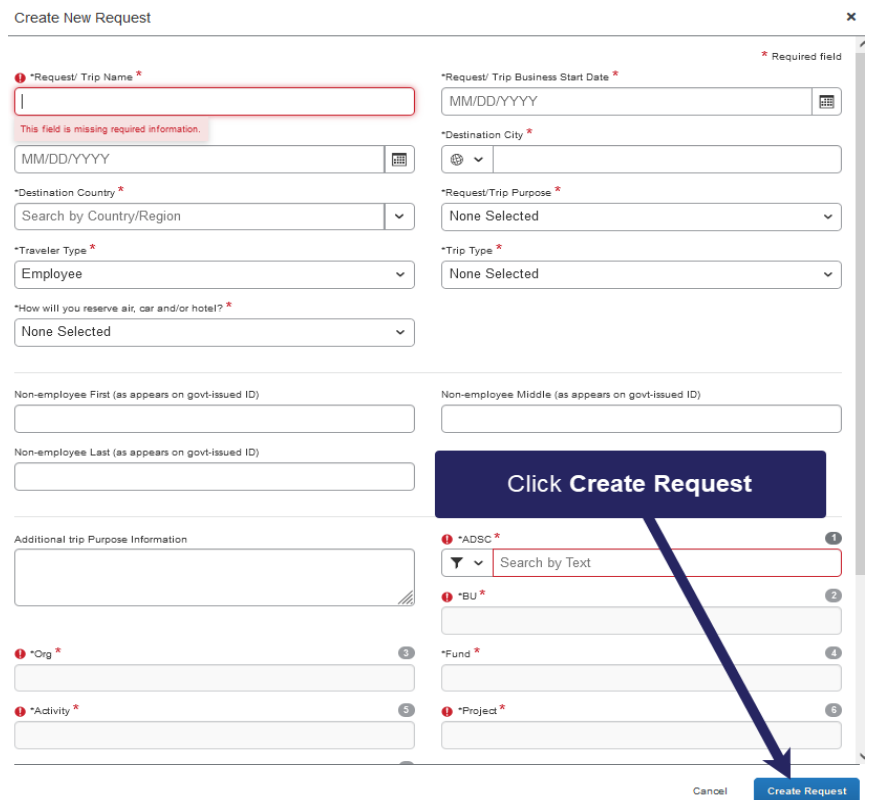 Create New Request ×
* Required field
*Request/ Trip Name *
*Request/ Trip Business Start Date *
MM/DD/YYYY
This field is missing required information.
*Destination City *
MM/DD/YYYY
*Destination Country *
*Request/Trip Purpose *
Search by Country/Region
None Selected
*Traveler Type *
*Trip Type *
Employee
None Selected
*How will you reserve air, car and/or hotel? *
None Selected
Non-employee First (as appears on govt-issued ID)
Non-employee Middle (as appears on govt-issued ID)
Non-employee Last (as appears on govt-issued ID)
Click Create Request
Additional trip Purpose Information
*ADSC * 1
Search by Text
*BU * 2
*Org * 3
*Fund * 4
*Activity * 5
*Project * 6
Cancel
Create Request